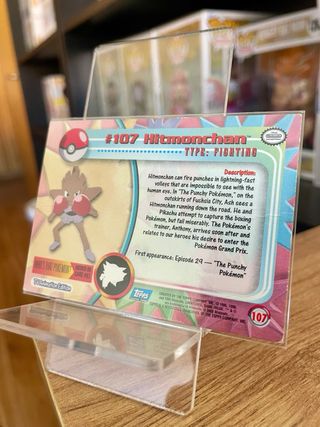 #107 Hitmonchan
TYPE: FIGHTING
Description:
Hitmonchan can fire punches in lightning-fast
volleys that are impossible to see with the
human eye. In "The Punchy Pokémon," on the
outskirts of Fuchsia City, Ash sees a
Hitmonchan running down the road. He and
Pikachu attempt to capture the boxing
Pokémon, but fail miserably. The Pokémon's
trainer, Anthony, arrives soon after and
relates to our heroes his desire to enter the
Pokémon Grand Prix.
First appearance: Episode 29 — "The Punchy
Pokémon"
TV Animation Edition
Topps
107